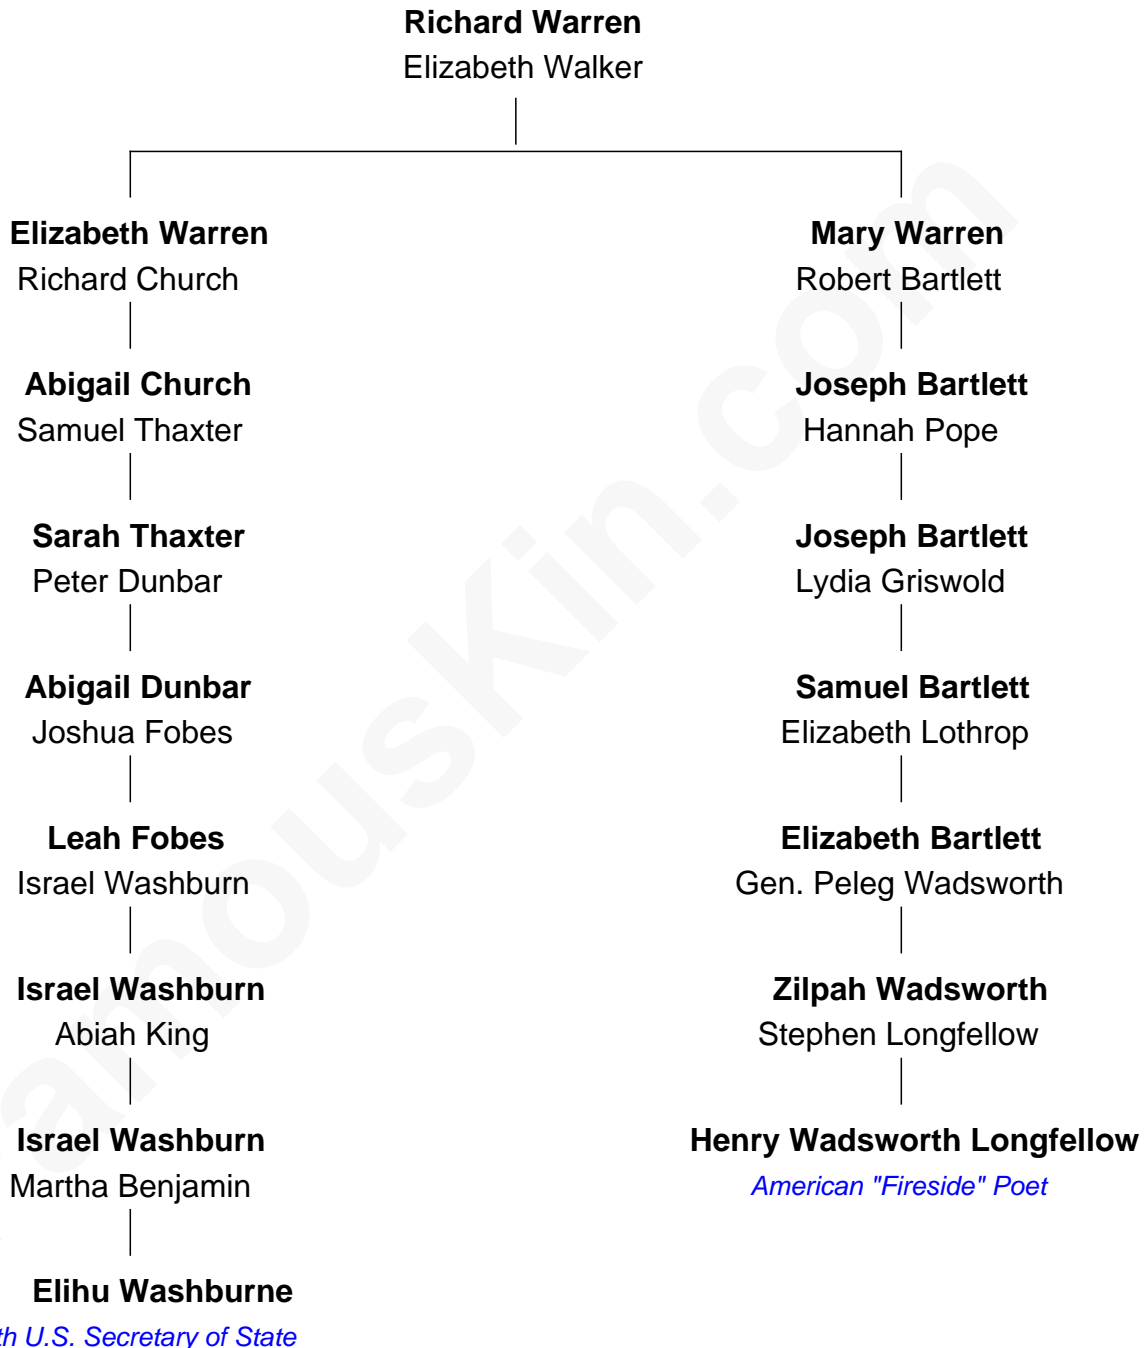 Richard Warren
Elizabeth Walker
Elizabeth Warren
Richard Church
Abigail Church
Samuel Thaxter
Sarah Thaxter
Peter Dunbar
Abigail Dunbar
Joshua Fobes
Leah Fobes
Israel Washburn
Israel Washburn
Abiah King
Israel Washburn
Martha Benjamin
Elihu Washburne
th U.S. Secretary of State
Mary Warren
Robert Bartlett
Joseph Bartlett
Hannah Pope
Joseph Bartlett
Lydia Griswold
Samuel Bartlett
Elizabeth Lothrop
Elizabeth Bartlett
Gen. Peleg Wadsworth
Zilpah Wadsworth
Stephen Longfellow
Henry Wadsworth Longfellow
American "Fireside" Poet
amousKin.com